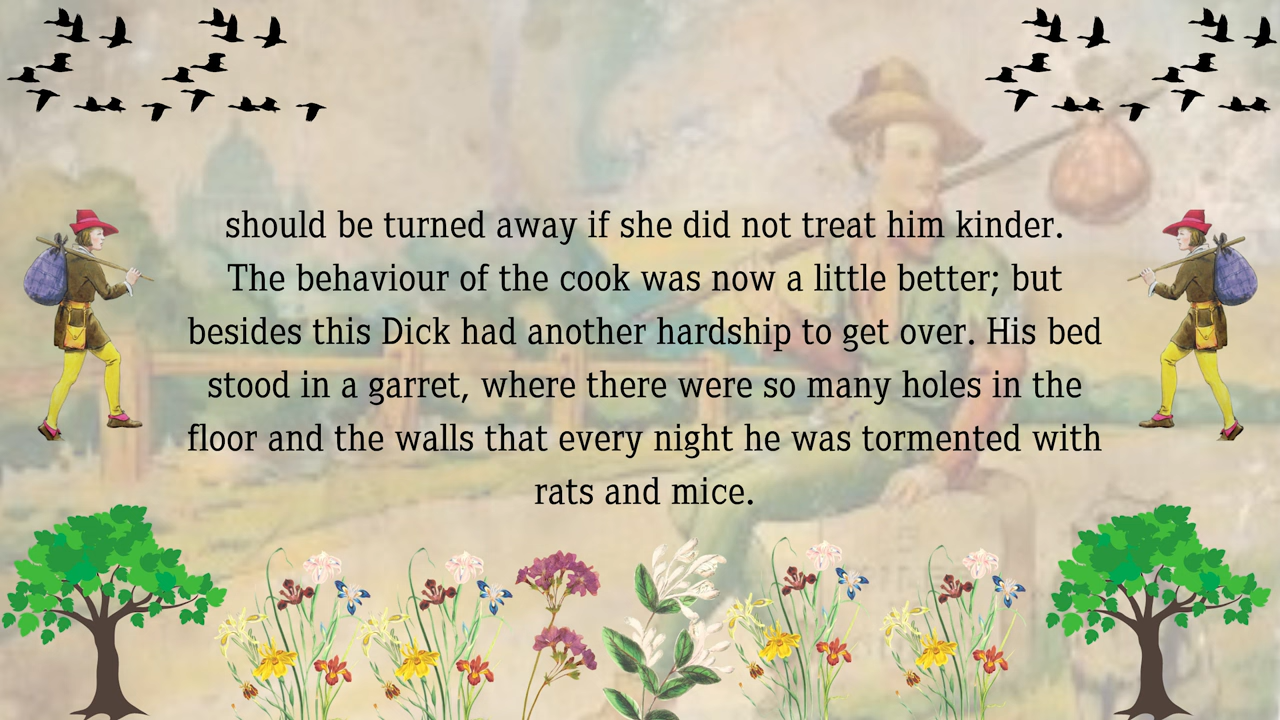 should be turned away if she did not treat him kinder.
The behaviour of the cook was now a little better; but
besides this Dick had another hardship to get over. His bed
stood in a garret, where there were so many holes in the
floor and the walls that every night he was tormented with
rats and mice.